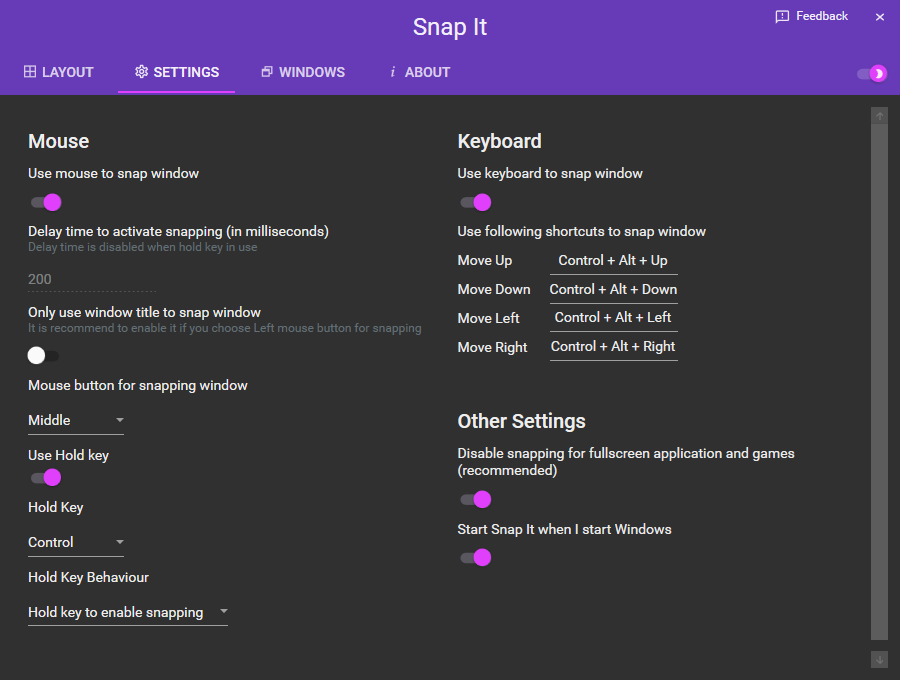 Snap It
Feedback
LAYOUT
SETTINGS
WINDOWS
i ABOUT
Mouse
Use mouse to snap window
Delay time to activate snapping (in milliseconds)
Delay time is disabled when hold key in use
200
Only use window title to snap window
It is recommend to enable it if you choose Left mouse button for snapping
Mouse button for snapping window
Middle
Use Hold key
Hold Key
Control
Hold Key Behaviour
Hold key to enable snapping
Keyboard
Use keyboard to snap window
Use following shortcuts to snap window
Move Up Control + Alt + Up
Move Down Control + Alt + Down
Move Left Control + Alt + Left
Move Right Control + Alt + Right
Other Settings
Disable snapping for fullscreen application and games
(recommended)
Start Snap It when I start Windows